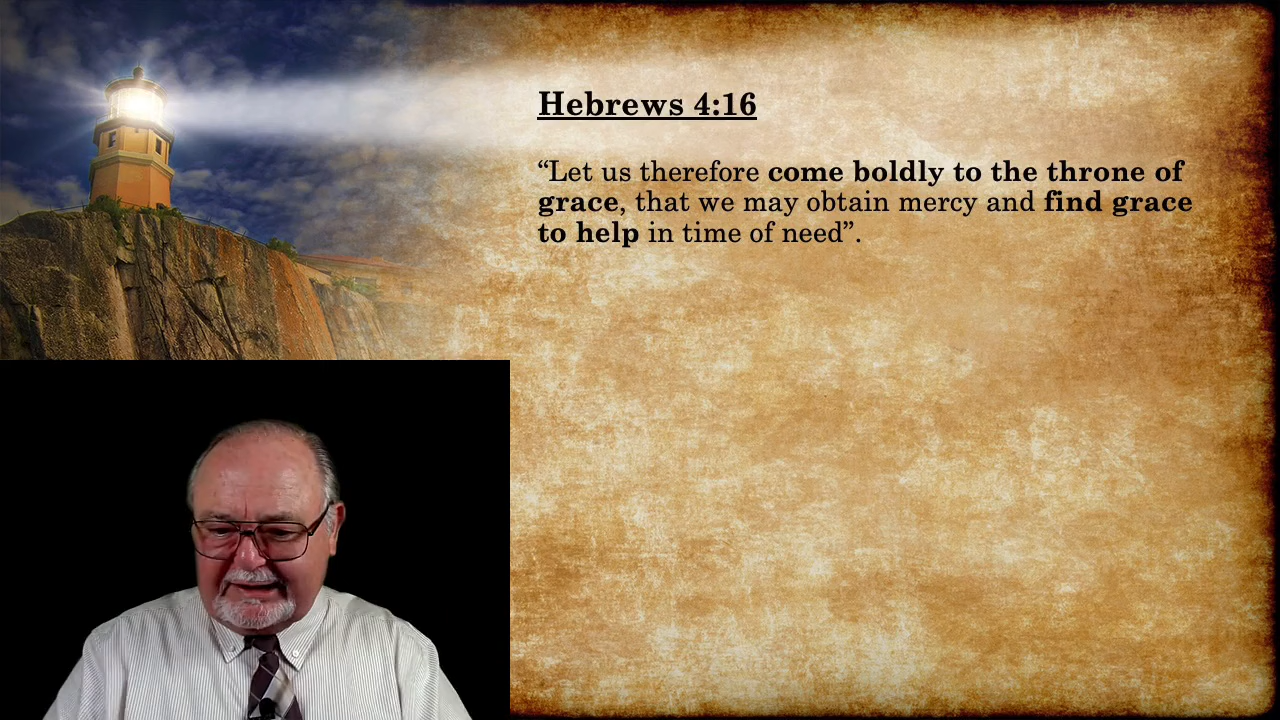 Hebrews 4:16
“Let us therefore come boldly to the throne of
grace, that we may obtain mercy and find grace
to help in time of need”.